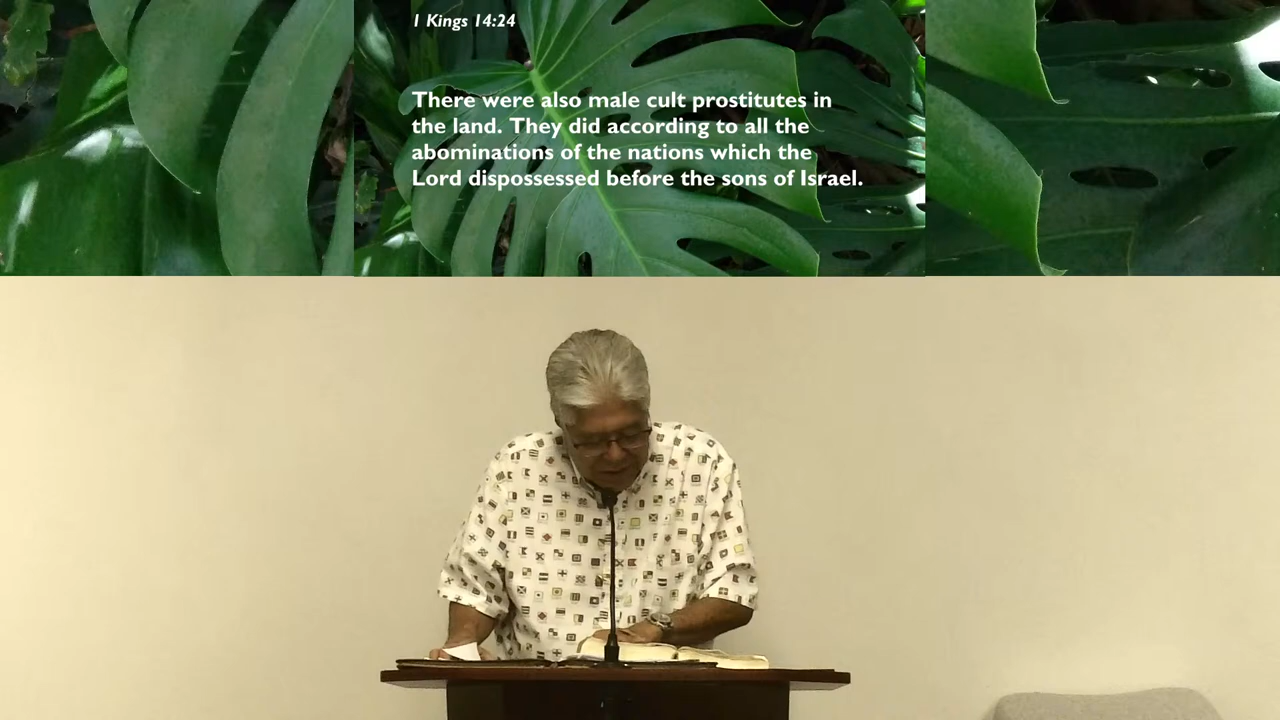 1 Kings 14:24
There were also male cult prostitutes in
the land. They did according to all the
abominations of the nations which the
Lord dispossessed before the sons of Israel.